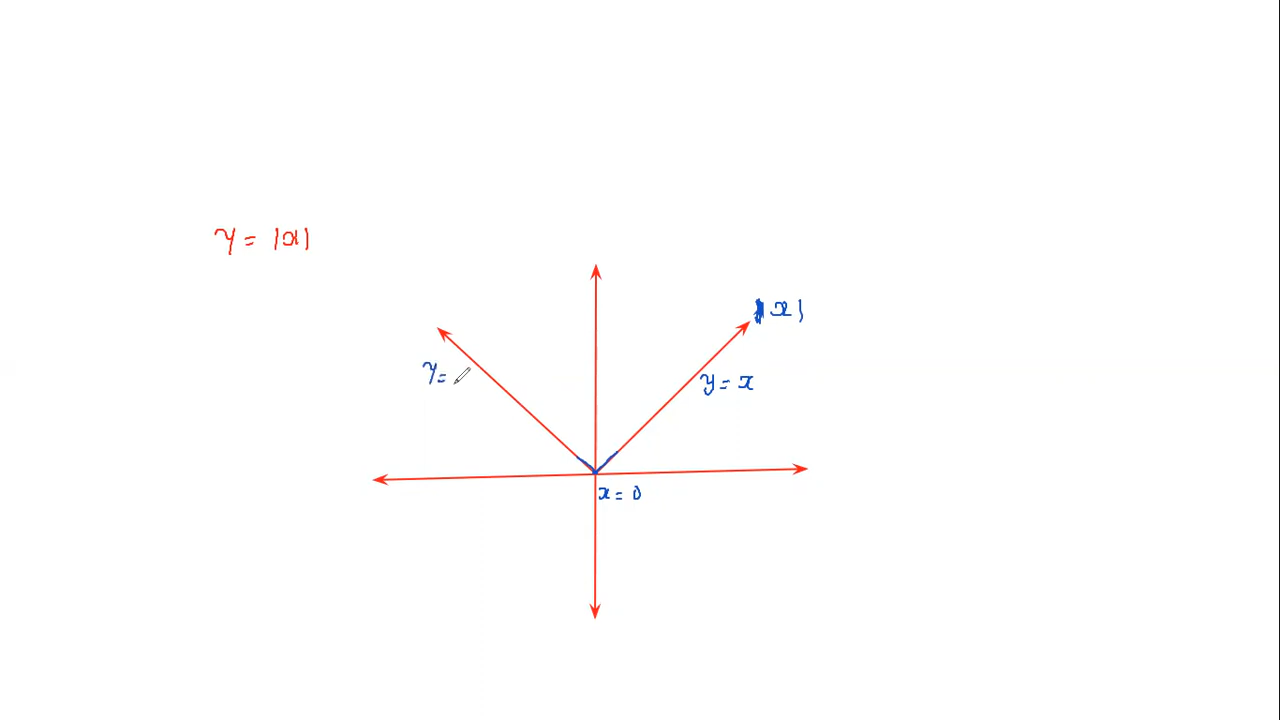 y = |x|
|x|
y =
y = x
x = 0